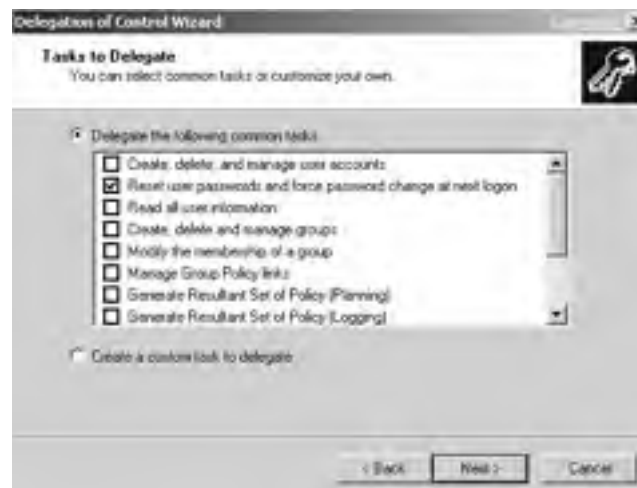 Delegation of Control Wizard
Tasks to Delegate
You can select common tasks or customize your own.
Delegate the following common tasks
Create, delete, and manage user accounts
Reset user passwords and force password change at next logon
Read all user information
Create, delete and manage groups
Modify the membership of a group
Manage Group Policy links
Generate Resultant Set of Policy (Planning)
Generate Resultant Set of Policy (Logging)
Create a custom task to delegate
< Back Next > Cancel